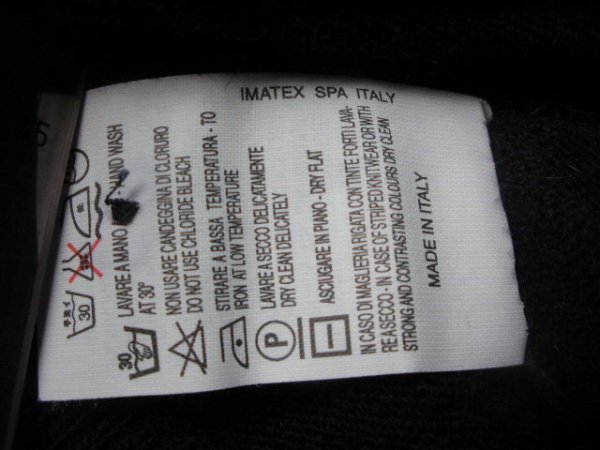 IMATEX SPA ITALY
30
30
LAVARE A MANO - HAND WASH
AT 30°
NON USARE CANDEGGINA DI CLORURO
DO NOT USE CHLORIDE BLEACH
STIRARE A BASSA TEMPERATURA - TO
IRON AT LOW TEMPERATURE
P
LAVARE A SECCO DELICATAMENTE
DRY CLEAN DELICATELY
ASCIUGARE IN PIANO - DRY FLAT
IN CASO DI MAGLIERIA RIGATA CON TINTE FORTI LAVA-
RE A SECCO - IN CASE OF STRIPED KNITWEAR OR WITH
STRONG AND CONTRASTING COLOURS DRY CLEAN
MADE IN ITALY